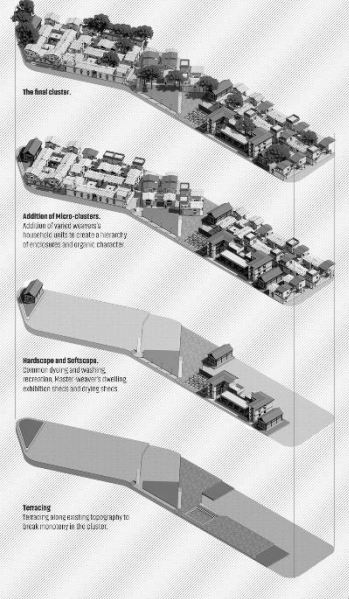 The final cluster.
Addition of Micro-clusters.
Addition of varied weavers's
household units to create a hierarchy
of enclosures and organic character.
Hardscape and Softscape.
Common dyeing and washing,
recreation, Master-weaver's dwelling,
exhibition sheds and drying sheds.
Terracing
Terracing along existing topography to
break monotony in the cluster.